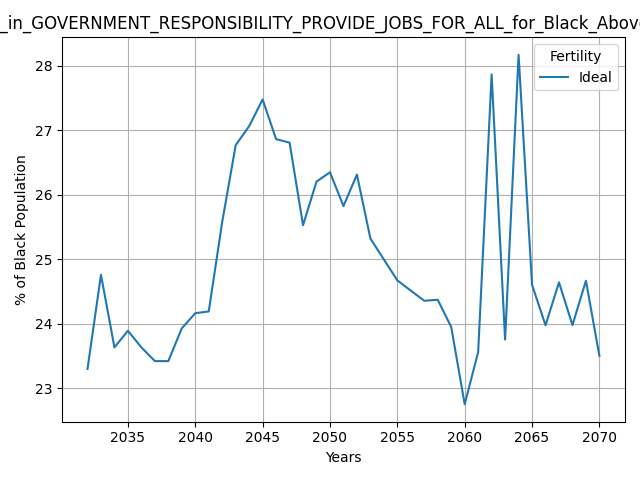 _in_GOVERNMENT_RESPONSIBILITY_PROVIDE_JOBS_FOR_ALL_for_Black_Above
Fertility
Ideal
28
27
26
25
24
23
% of Black Population
2035 2040 2045 2050 2055 2060 2065 2070
Years